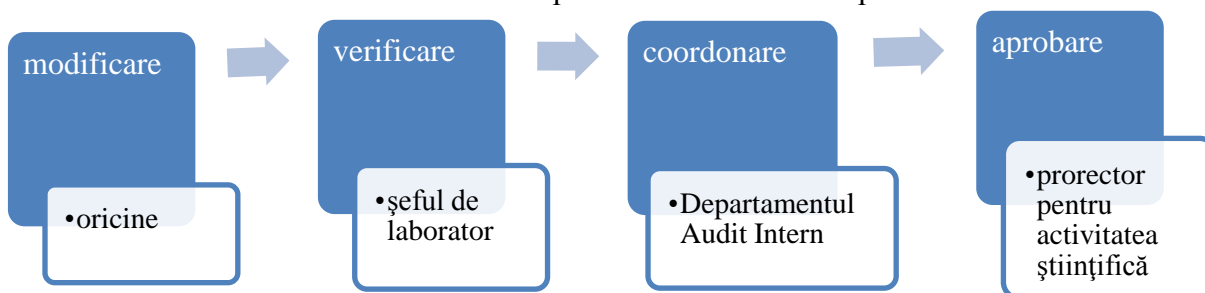 modificare
•oricine
verificare
•şeful de
laborator
coordonare
•Departamentul
Audit Intern
aprobare
•prorector
pentru
activitatea
ştiinţifică